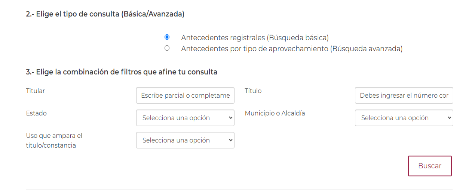 2.- Elige el tipo de consulta (Básica/Avanzada)
Antecedentes registrales (Búsqueda básica)
Antecedentes por tipo de aprovechamiento (Búsqueda avanzada)
3.- Elige la combinación de filtros que afine tu consulta
Titular Escribe parcial o completame Título Debes ingresar el número cor
Estado Selecciona una opción Municipio o Alcaldía Selecciona una opción
Uso que ampara el Selecciona una opción
título/constancia
Buscar